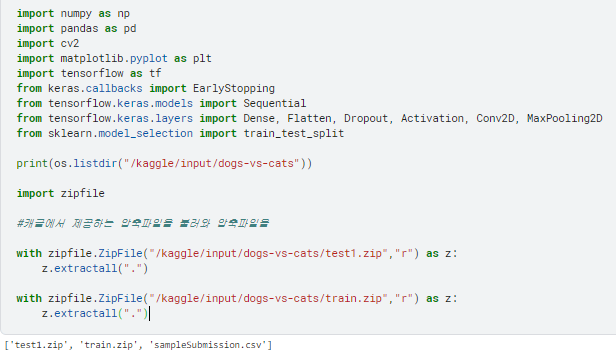 import numpy as np
import pandas as pd
import cv2
import matplotlib.pyplot as plt
import tensorflow as tf
from keras.callbacks import EarlyStopping
from tensorflow.keras.models import Sequential
from tensorflow.keras.layers import Dense, Flatten, Dropout, Activation, Conv2D, MaxPooling2D
from sklearn.model_selection import train_test_split
print(os.listdir("/kaggle/input/dogs-vs-cats"))
import zipfile
#캐글에서 제공하는 압축파일을 불러와 압축파일을
with zipfile.ZipFile("/kaggle/input/dogs-vs-cats/test1.zip","r") as z:
    z.extractall(".")
with zipfile.ZipFile("/kaggle/input/dogs-vs-cats/train.zip","r") as z:
    z.extractall(".")
['test1.zip', 'train.zip', 'sampleSubmission.csv']